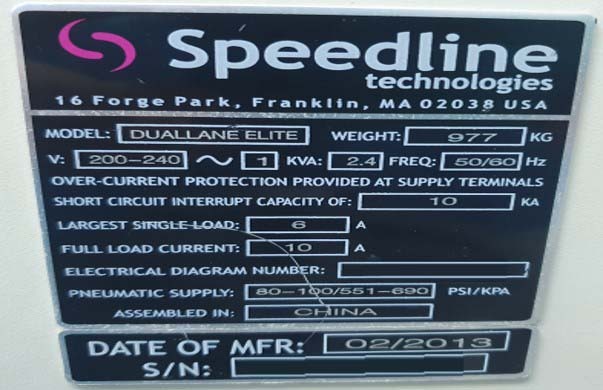 Speedline
technologies
16 Forge Park, Franklin, MA 02038 USA
MODEL: DUALLANE ELITE WEIGHT: 977 KG
V: 200-240 ~ 1 KVA: 2.4 FREQ: 50/60 Hz
OVER-CURRENT PROTECTION PROVIDED AT SUPPLY TERMINALS
SHORT CIRCUIT INTERRUPT CAPACITY OF: 10 KA
LARGEST SINGLE LOAD: 6 A
FULL LOAD CURRENT: 10 A
ELECTRICAL DIAGRAM NUMBER:
PNEUMATIC SUPPLY: 80-100/551-690 PSI/KPA
ASSEMBLED IN: CHINA
DATE OF MFR: 02/2013
S/N: